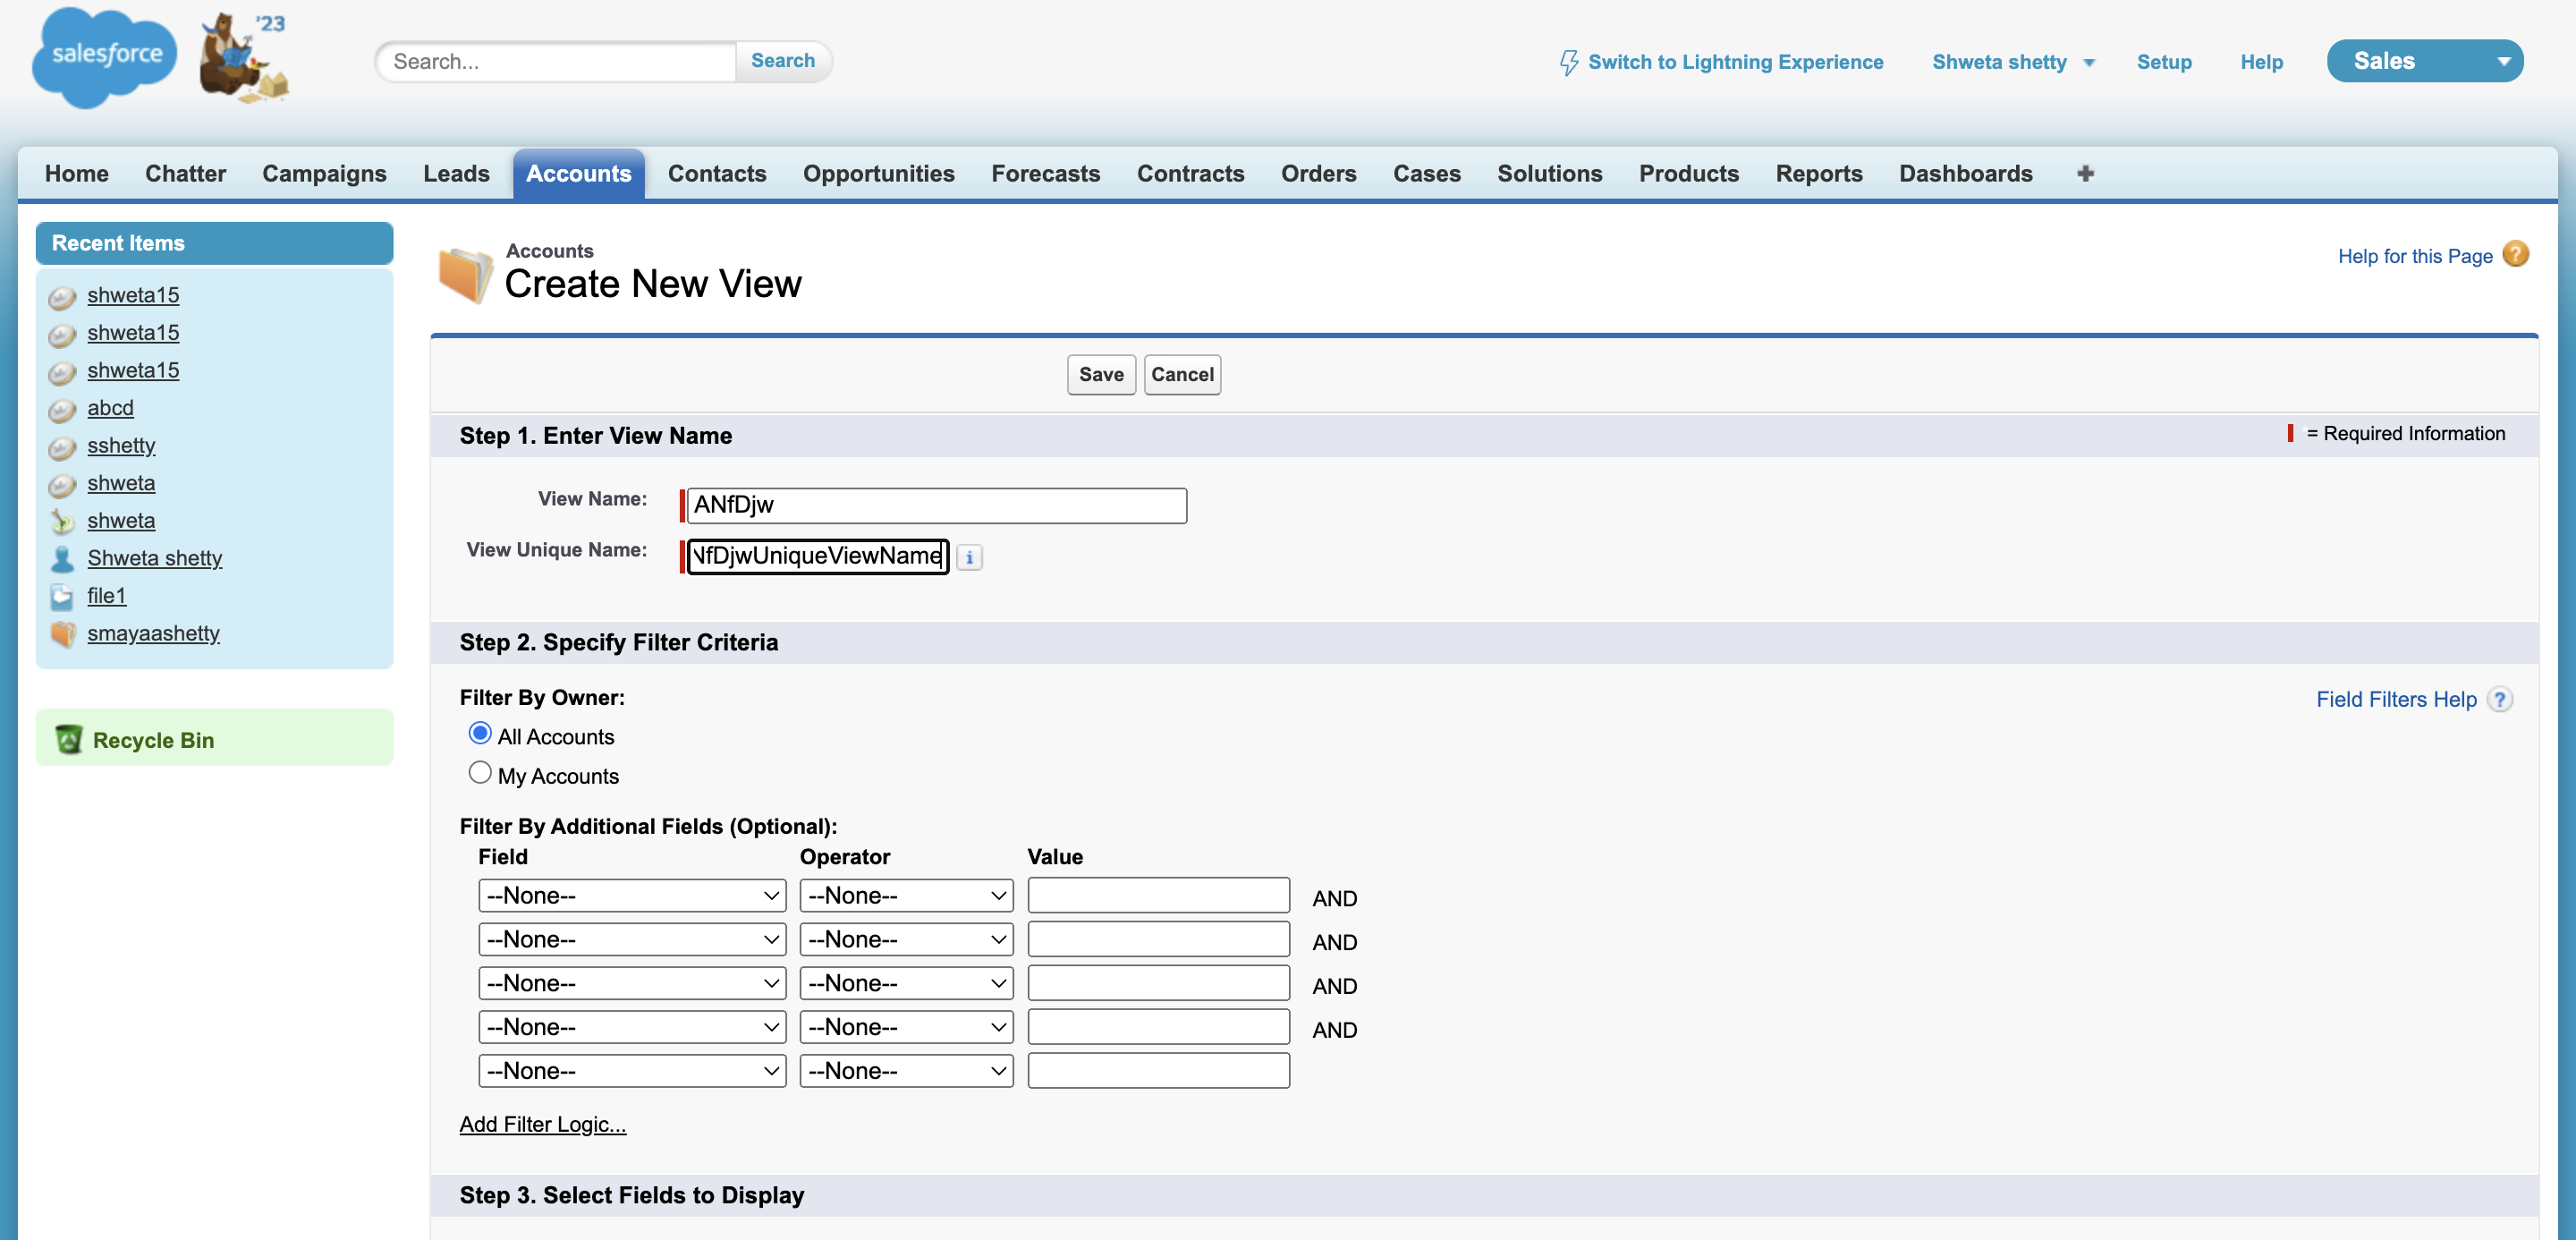 salesforce
'23
Search...
Search
Switch to Lightning Experience
Shweta shetty
Setup
Help
Sales
Home
Chatter
Campaigns
Leads
Accounts
Contacts
Opportunities
Forecasts
Contracts
Orders
Cases
Solutions
Products
Reports
Dashboards
Recent Items
shweta15
shweta15
shweta15
abcd
sshetty
shweta
shweta
Shweta shetty
file1
smayaashetty
Recycle Bin
Accounts
Create New View
Help for this Page ?
Save
Cancel
Step 1. Enter View Name
= Required Information
View Name:
ANfDjw
View Unique Name:
NfDjwUniqueViewName
i
Step 2. Specify Filter Criteria
Filter By Owner:
Field Filters Help ?
All Accounts
My Accounts
Filter By Additional Fields (Optional):
Field Operator Value
--None-- --None-- AND
--None-- --None-- AND
--None-- --None-- AND
--None-- --None-- AND
--None-- --None--
Add Filter Logic...
Step 3. Select Fields to Display